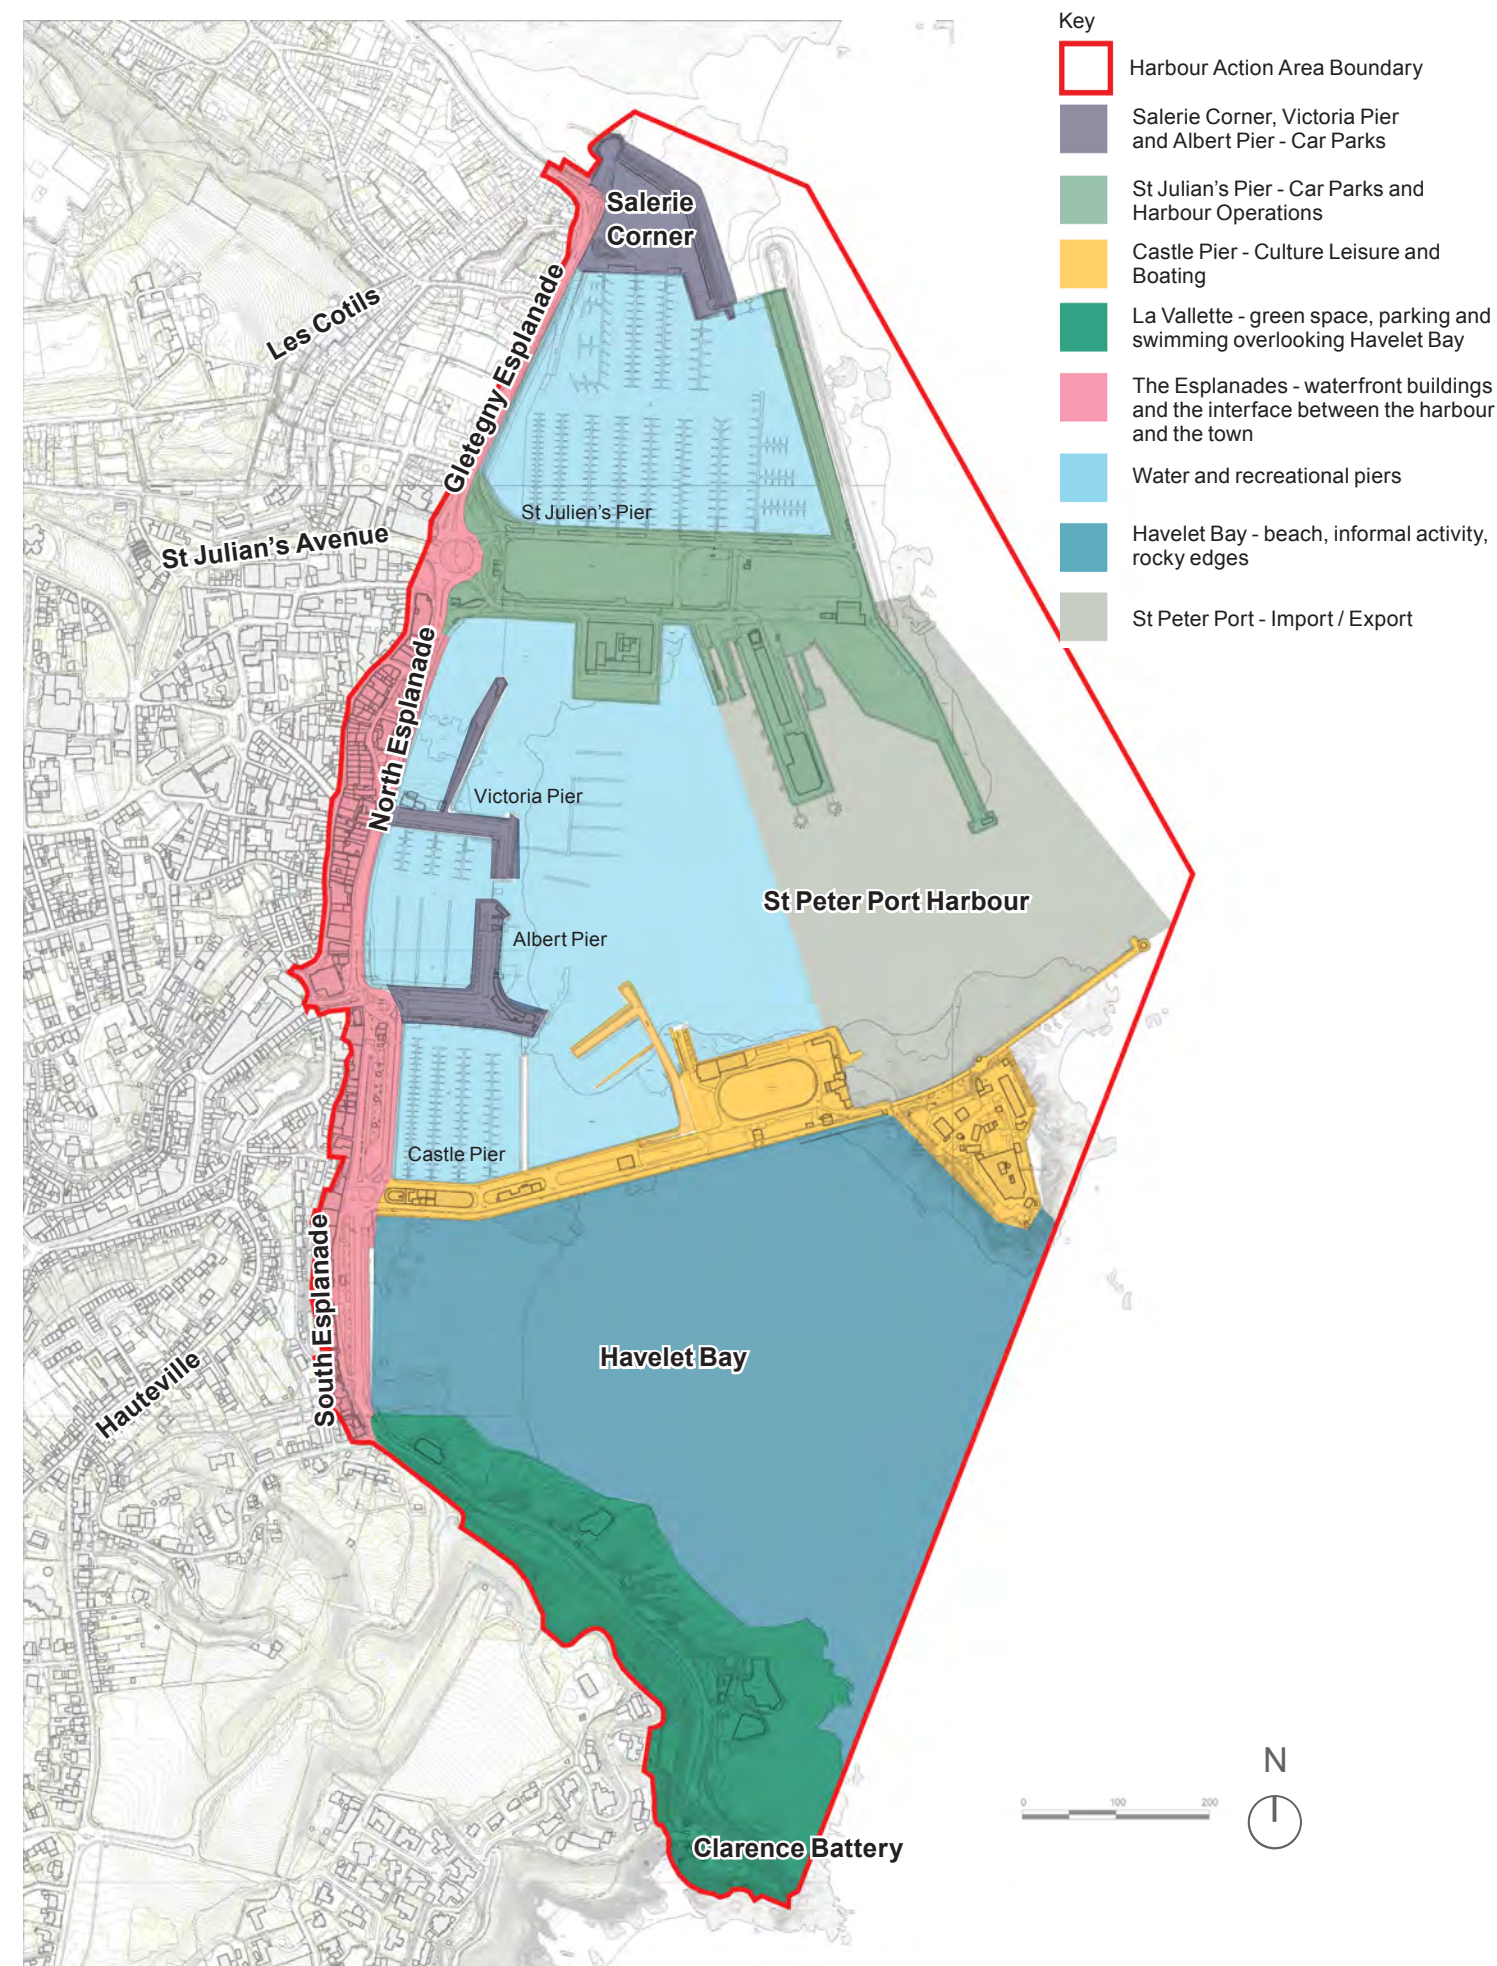 Key
Harbour Action Area Boundary
Salerie Corner, Victoria Pier
and Albert Pier - Car Parks
St Julian's Pier - Car Parks and
Harbour Operations
Castle Pier - Culture Leisure and
Boating
La Vallette - green space, parking and
swimming overlooking Havelet Bay
The Esplanades - waterfront buildings
and the interface between the harbour
and the town
Water and recreational piers
Havelet Bay - beach, informal activity,
rocky edges
St Peter Port - Import / Export
Salerie
Corner
Les Cotils
Gletegny Esplanade
St Julien's Pier
St Julian's Avenue
North Esplanade
Victoria Pier
St Peter Port Harbour
Albert Pier
Castle Pier
South Esplanade
Havelet Bay
Hauteville
Clarence Battery
N
0 100 200